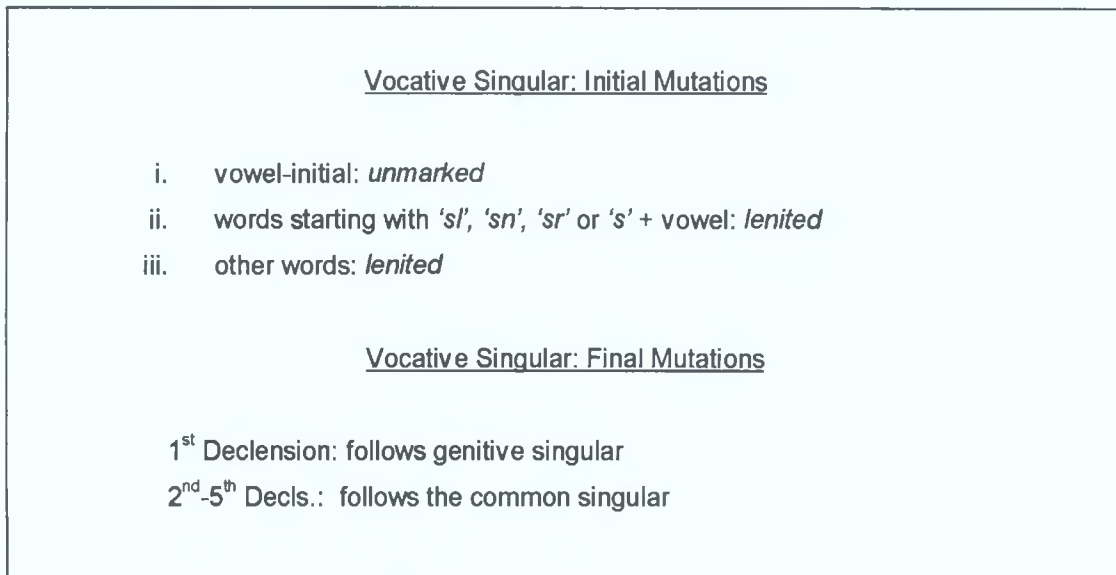 Vocative Singular: Initial Mutations
i. vowel-initial: unmarked
ii. words starting with 'sl', 'sn', 'sr' or 's' + vowel: lenited
iii. other words: lenited
Vocative Singular: Final Mutations
1st Declension: follows genitive singular
2nd-5th Decls.: follows the common singular